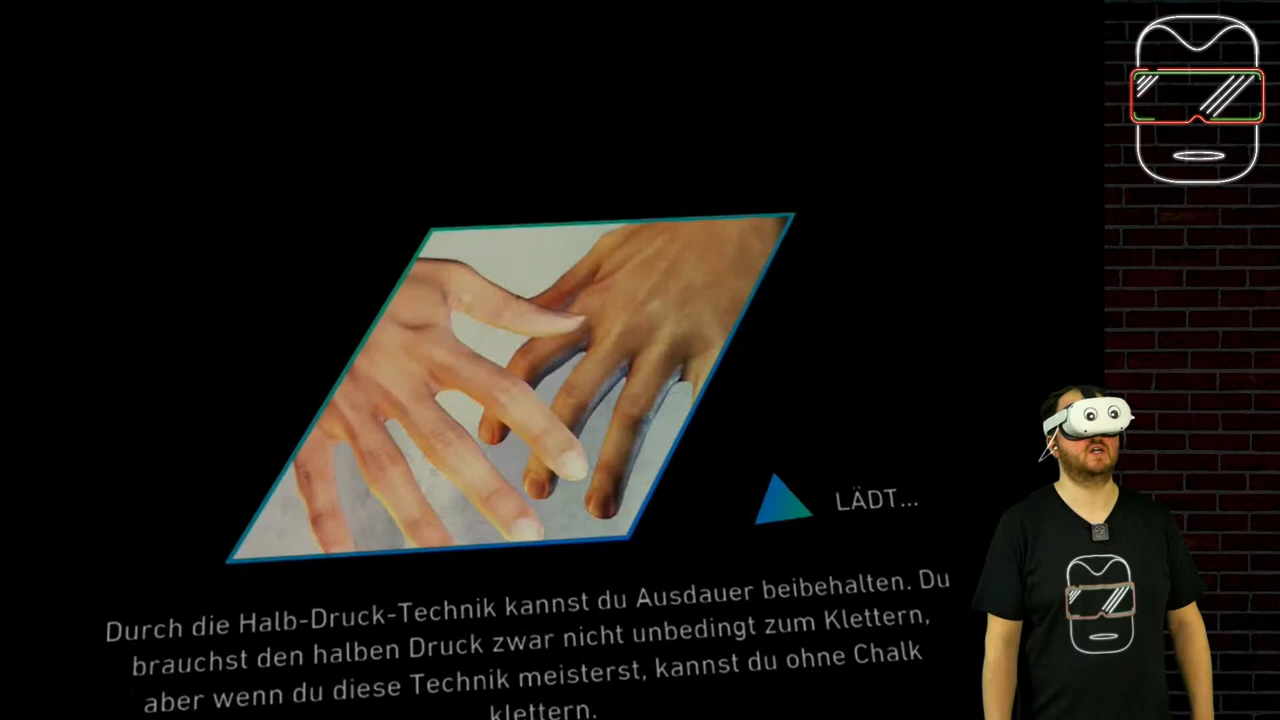 LÄDT...
Durch die Halb-Druck-Technik kannst du Ausdauer beibehalten. Du
brauchst den halben Druck zwar nicht unbedingt zum Klettern,
aber wenn du diese Technik meisterst, kannst du ohne Chalk
klettern.